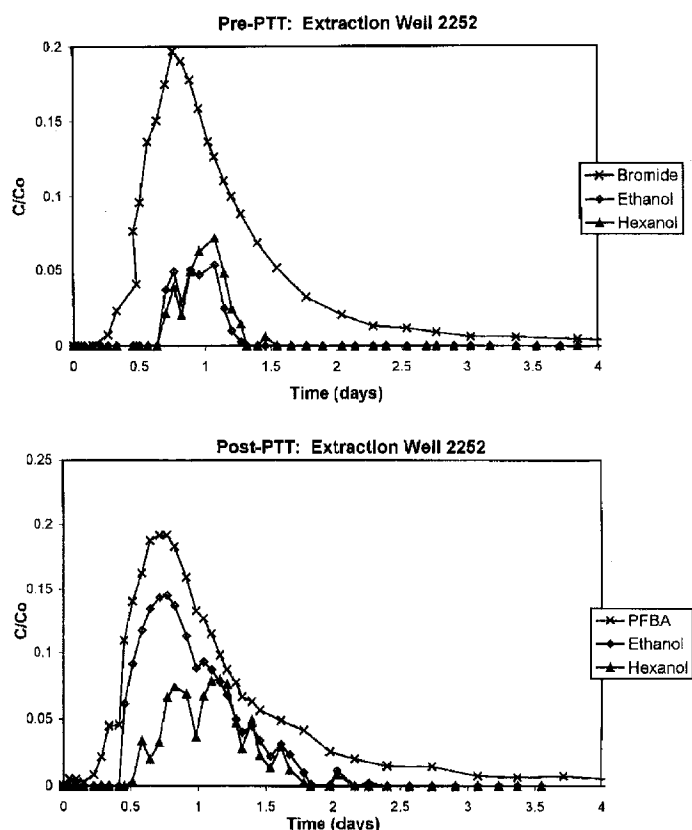 Pre-PTT: Extraction Well 2252
0.2
0.15
0.1
0.05
0
C/Co
0 0.5 1 1.5 2 2.5 3 3.5 4
Time (days)
Bromide
Ethanol
Hexanol
Post-PTT: Extraction Well 2252
0.25
0.2
0.15
0.1
0.05
0
C/Co
0 0.5 1 1.5 2 2.5 3 3.5 4
Time (days)
PFBA
Ethanol
Hexanol